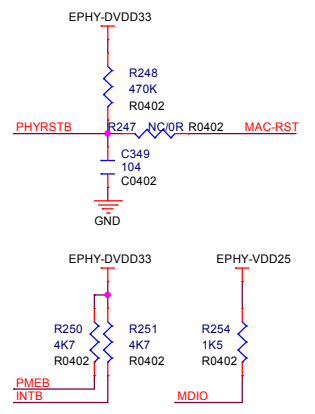 EPHY-DVDD33
R248
470K
R0402
PHYRSTB R247 NC/0R R0402 MAC-RST
C349
104
C0402
GND
EPHY-DVDD33 EPHY-VDD25
R250 R251 R254
4K7 4K7 1K5
R0402 R0402 R0402
PMEB
INTB MDIO